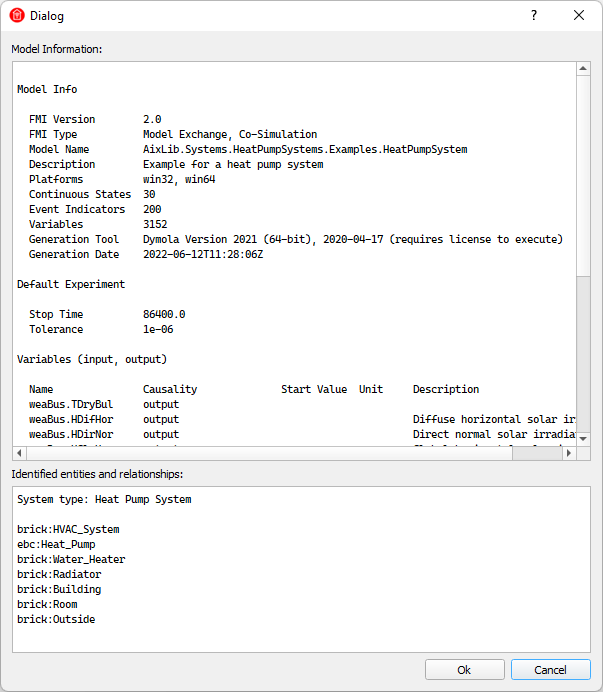 Dialog
Model Information:
Model Info
FMI Version 2.0
FMI Type Model Exchange, Co-Simulation
Model Name AixLib.Systems.HeatPumpSystems.Examples.HeatPumpSystem
Description Example for a heat pump system
Platforms win32, win64
Continuous States 30
Event Indicators 200
Variables 3152
Generation Tool Dymola Version 2021 (64-bit), 2020-04-17 (requires license to execute)
Generation Date 2022-06-12T11:28:06Z
Default Experiment
Stop Time 86400.0
Tolerance 1e-06
Variables (input, output)
Name Causality Start Value Unit Description
weaBus.TDryBul output
weaBus.HDifHor output Diffuse horizontal solar
weaBus.HDirNor output Direct normal solar
Identified entities and relationships:
System type: Heat Pump System
brick:HVAC_System
ebc:Heat_Pump
brick:Water_Heater
brick:Radiator
brick:Building
brick:Room
brick:Outside
Ok Cancel